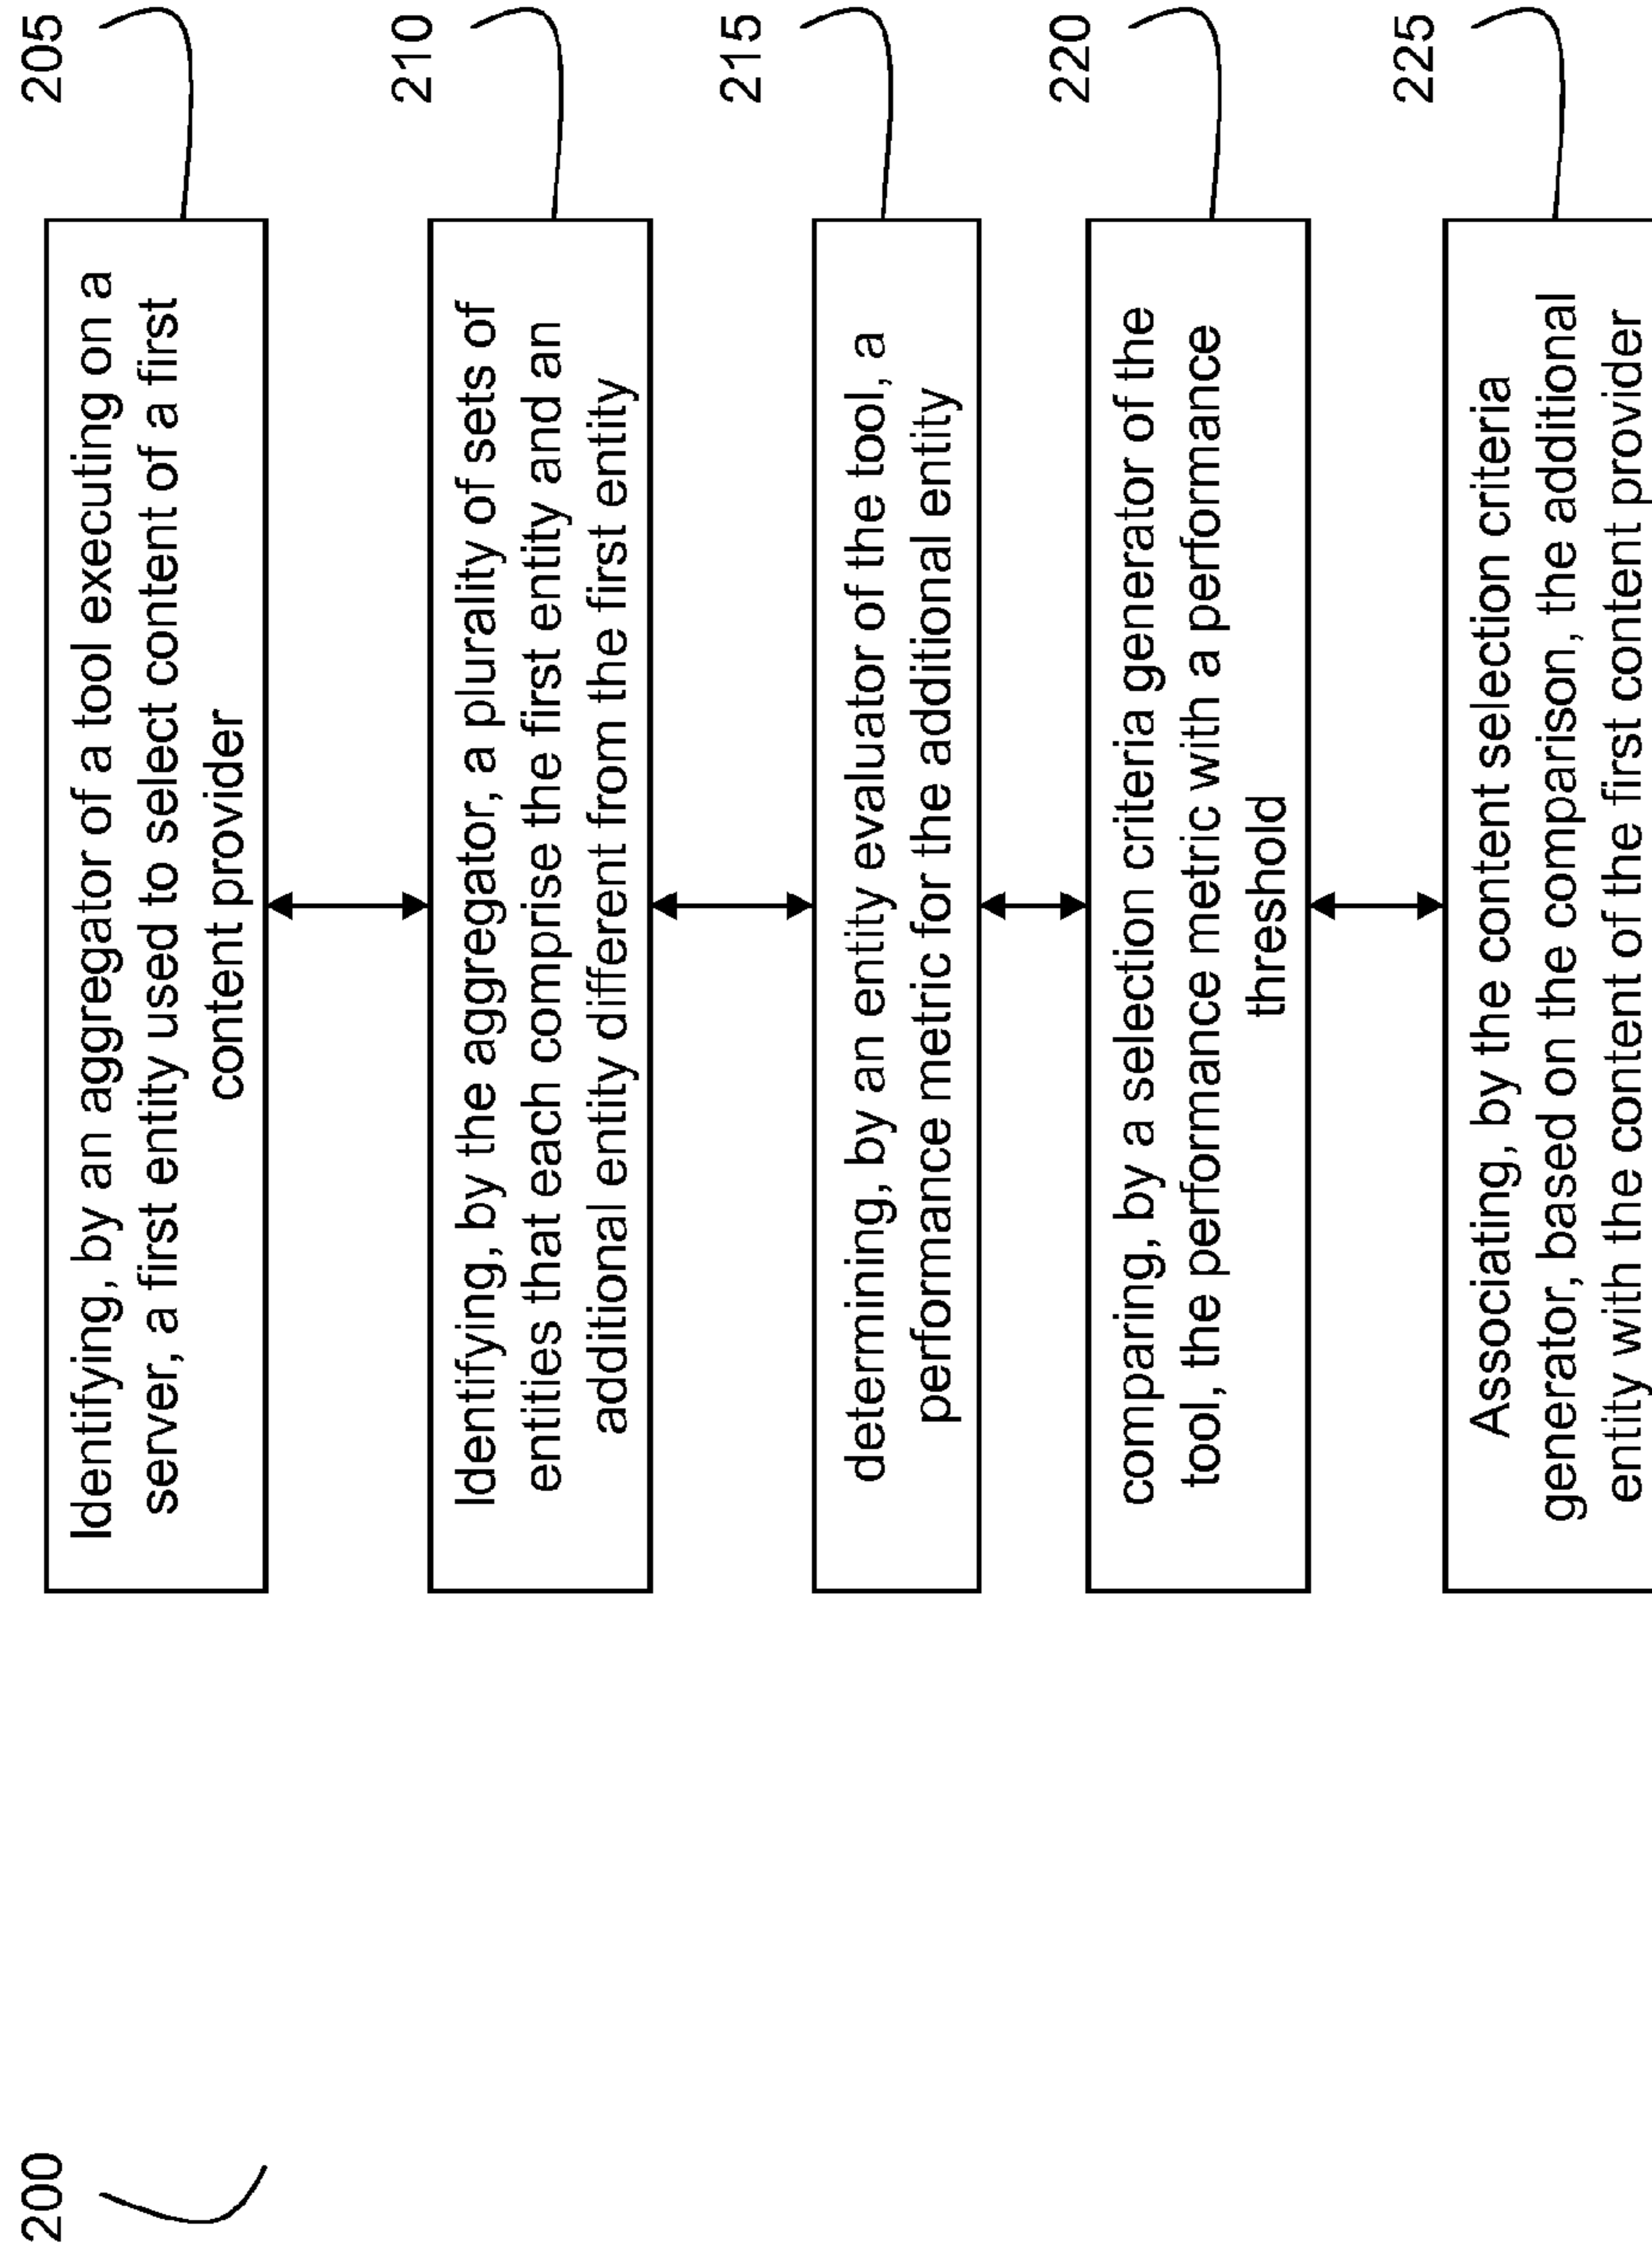 200
205
Identifying, by an aggregator of a tool executing on a
server, a first entity used to select content of a first
content provider
210
Identifying, by the aggregator, a plurality of sets of
entities that each comprise the first entity and an
additional entity different from the first entity
215
determining, by an entity evaluator of the tool, a
performance metric for the additional entity
220
comparing, by a selection criteria generator of the
tool, the performance metric with a performance
threshold
225
Associating, by the content selection criteria
generator, based on the comparison, the additional
entity with the content of the first content provider